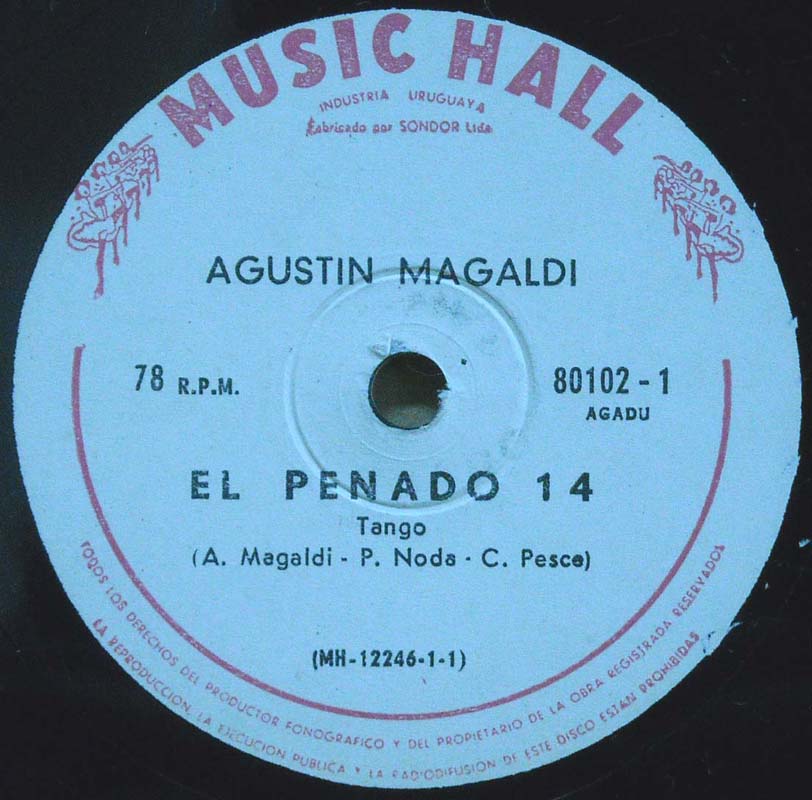 MUSIC HALL
INDUSTRIA URUGUAYA
Fabricado por SONDOR Ltda
AGUSTIN MAGALDI
78 R.P.M.
80102 - 1
AGADU
EL PENADO 14
Tango
(A. Magaldi - P. Noda - C. Pesce)
(MH-12246-1-1)
TODOS LOS DERECHOS DEL PRODUCTOR FONOGRAFICO Y DEL PROPIETARIO DE LA OBRA REGISTRADA RESERVADOS
LA REPRODUCCION, LA EJECUCION PUBLICA Y LA RADIODIFUSION DE ESTE DISCO ESTAN PROHIBIDAS